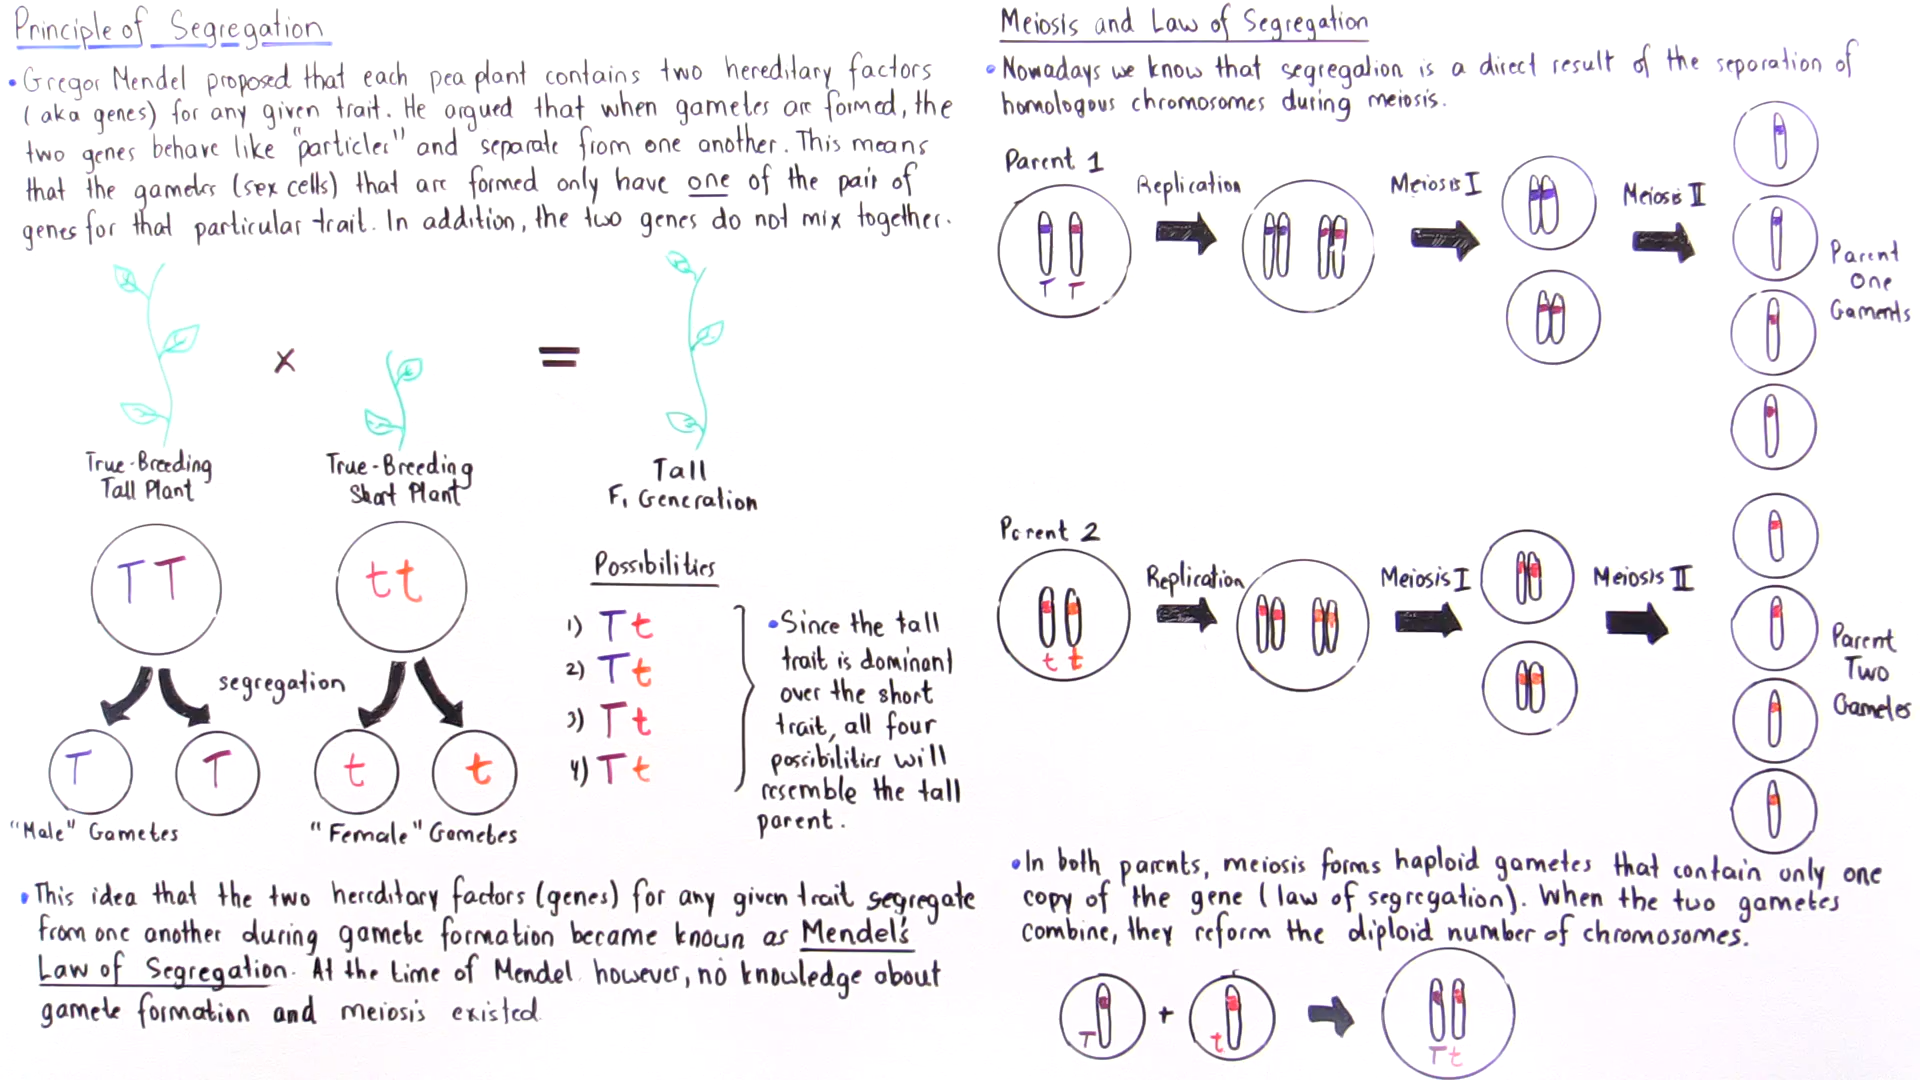 Principle of Segregation
• Gregor Mendel proposed that each pea plant contains two hereditary factors
(aka genes) for any given trait. He argued that when gametes are formed, the
two genes behave like "particles" and separate from one another. This means
that the gametes (sex cells) that are formed only have one of the pair of
genes for that particular trait. In addition, the two genes do not mix together.
x
=
True-Breeding
Tall Plant
True-Breeding
Short Plant
Tall
F1 Generation
T T
t t
segregation
T
T
t
t
"Male" Gametes
"Female" Gametes
Possibilities
1) T t
2) T t
3) T t
4) T t
• Since the tall
trait is dominant
over the short
trait, all four
possibilities will
resemble the tall
parent.
• This idea that the two hereditary factors (genes) for any given trait segregate
from one another during gamete formation became known as Mendel's
Law of Segregation. At the time of Mendel however, no knowledge about
gamete formation and meiosis existed.
Meiosis and Law of Segregation
• Nowadays we know that segregation is a direct result of the separation of
homologous chromosomes during meiosis.
Parent 1
T T
Replication
Meiosis I
Meiosis II
Parent
One
Gaments
Parent 2
t t
Replication
Meiosis I
Meiosis II
Parent
Two
Gametes
• In both parents, meiosis forms haploid gametes that contain only one
copy of the gene (law of segregation). When the two gametes
combine, they reform the diploid number of chromosomes.
T
+
t
T t